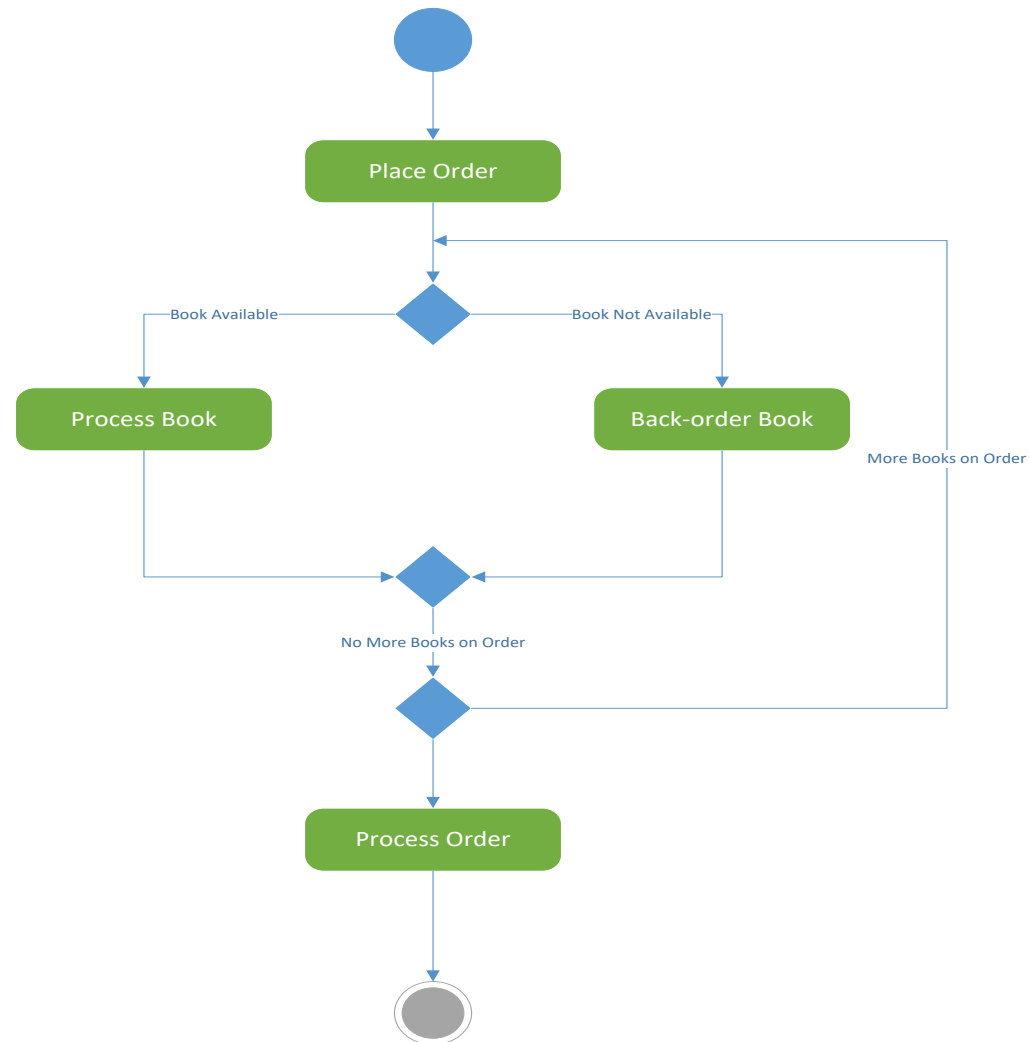 Place Order
Book Available
Book Not Available
Process Book
Back-order Book
More Books on Order
No More Books on Order
Process Order